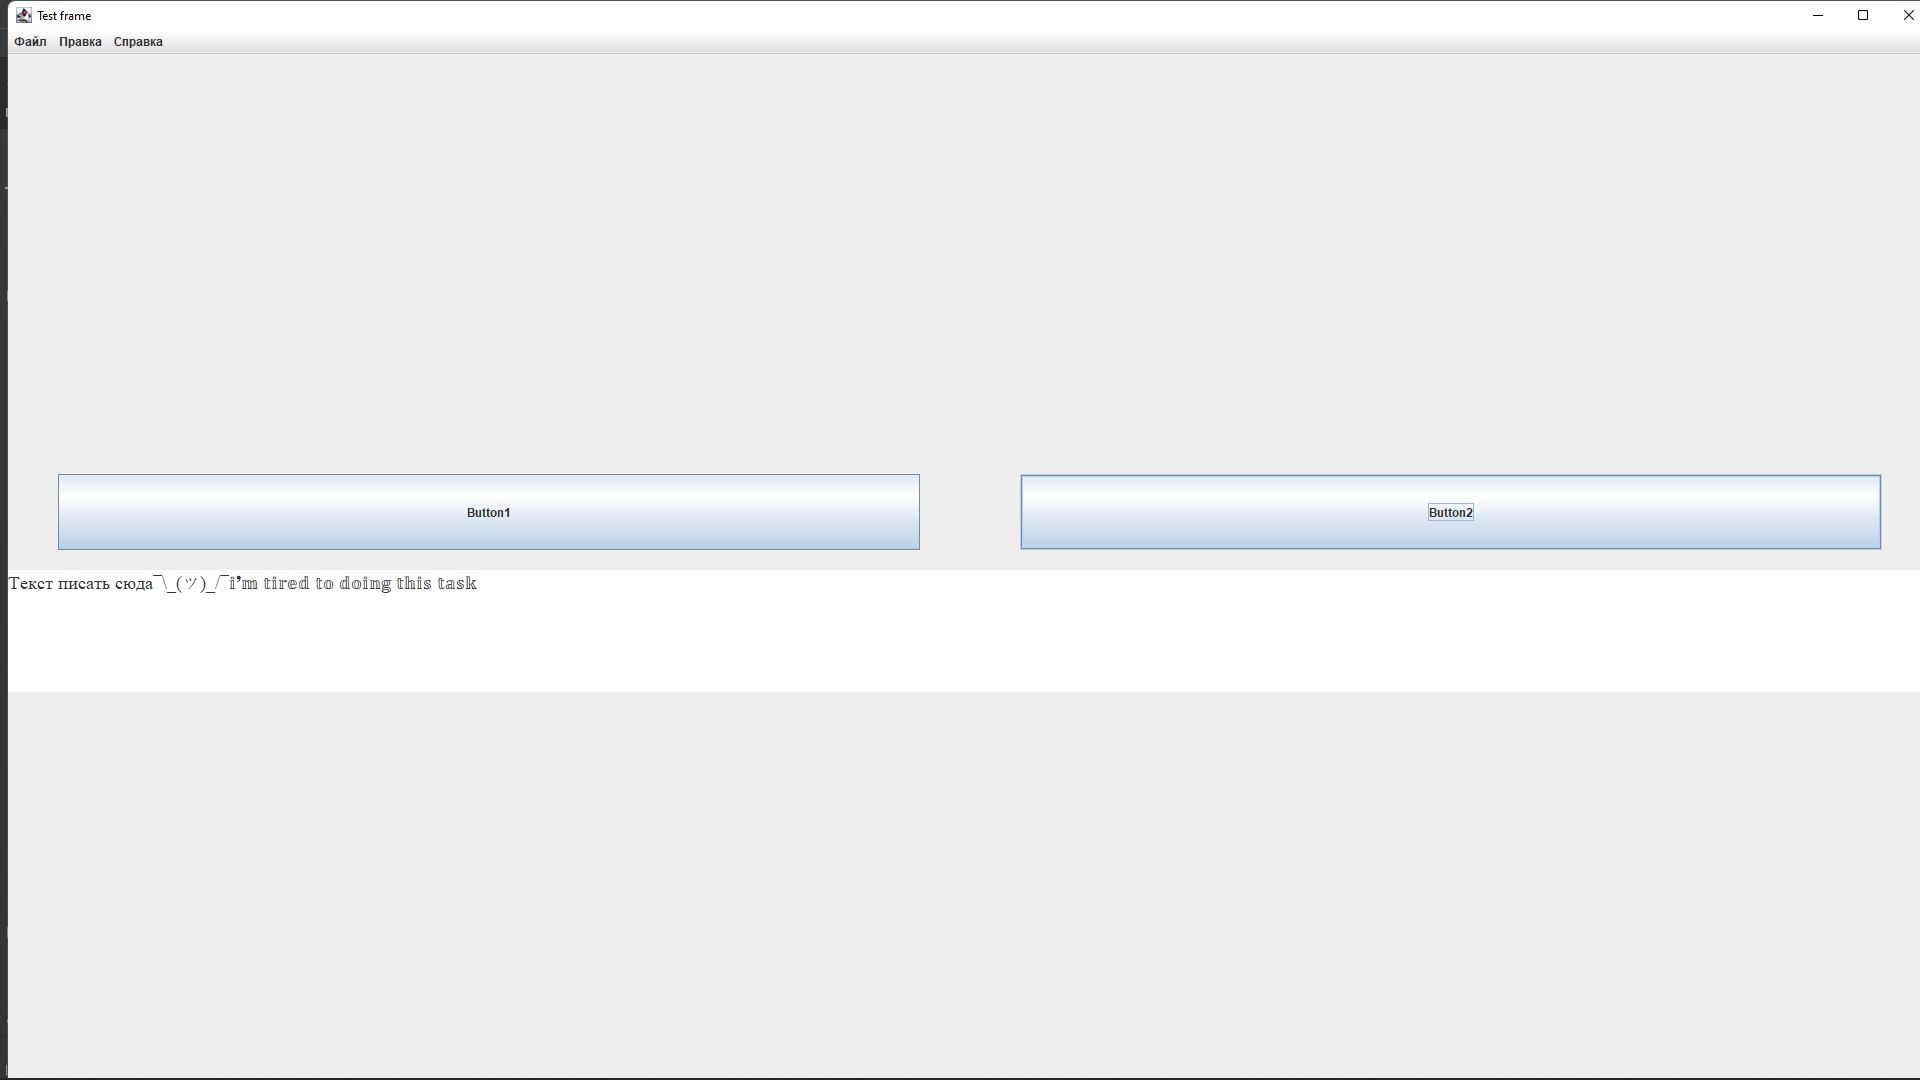 Test frame
Файл Правка Справка
Button1 Button2
Текст писать сюда¯\_(ツ)_/¯𝕚'𝕞 𝕥𝕚𝕣𝕖𝕕 𝕥𝕠 𝕕𝕠𝕚𝕟𝕘 𝕥𝕙𝕚𝕤 𝕥𝕒𝕤𝕜